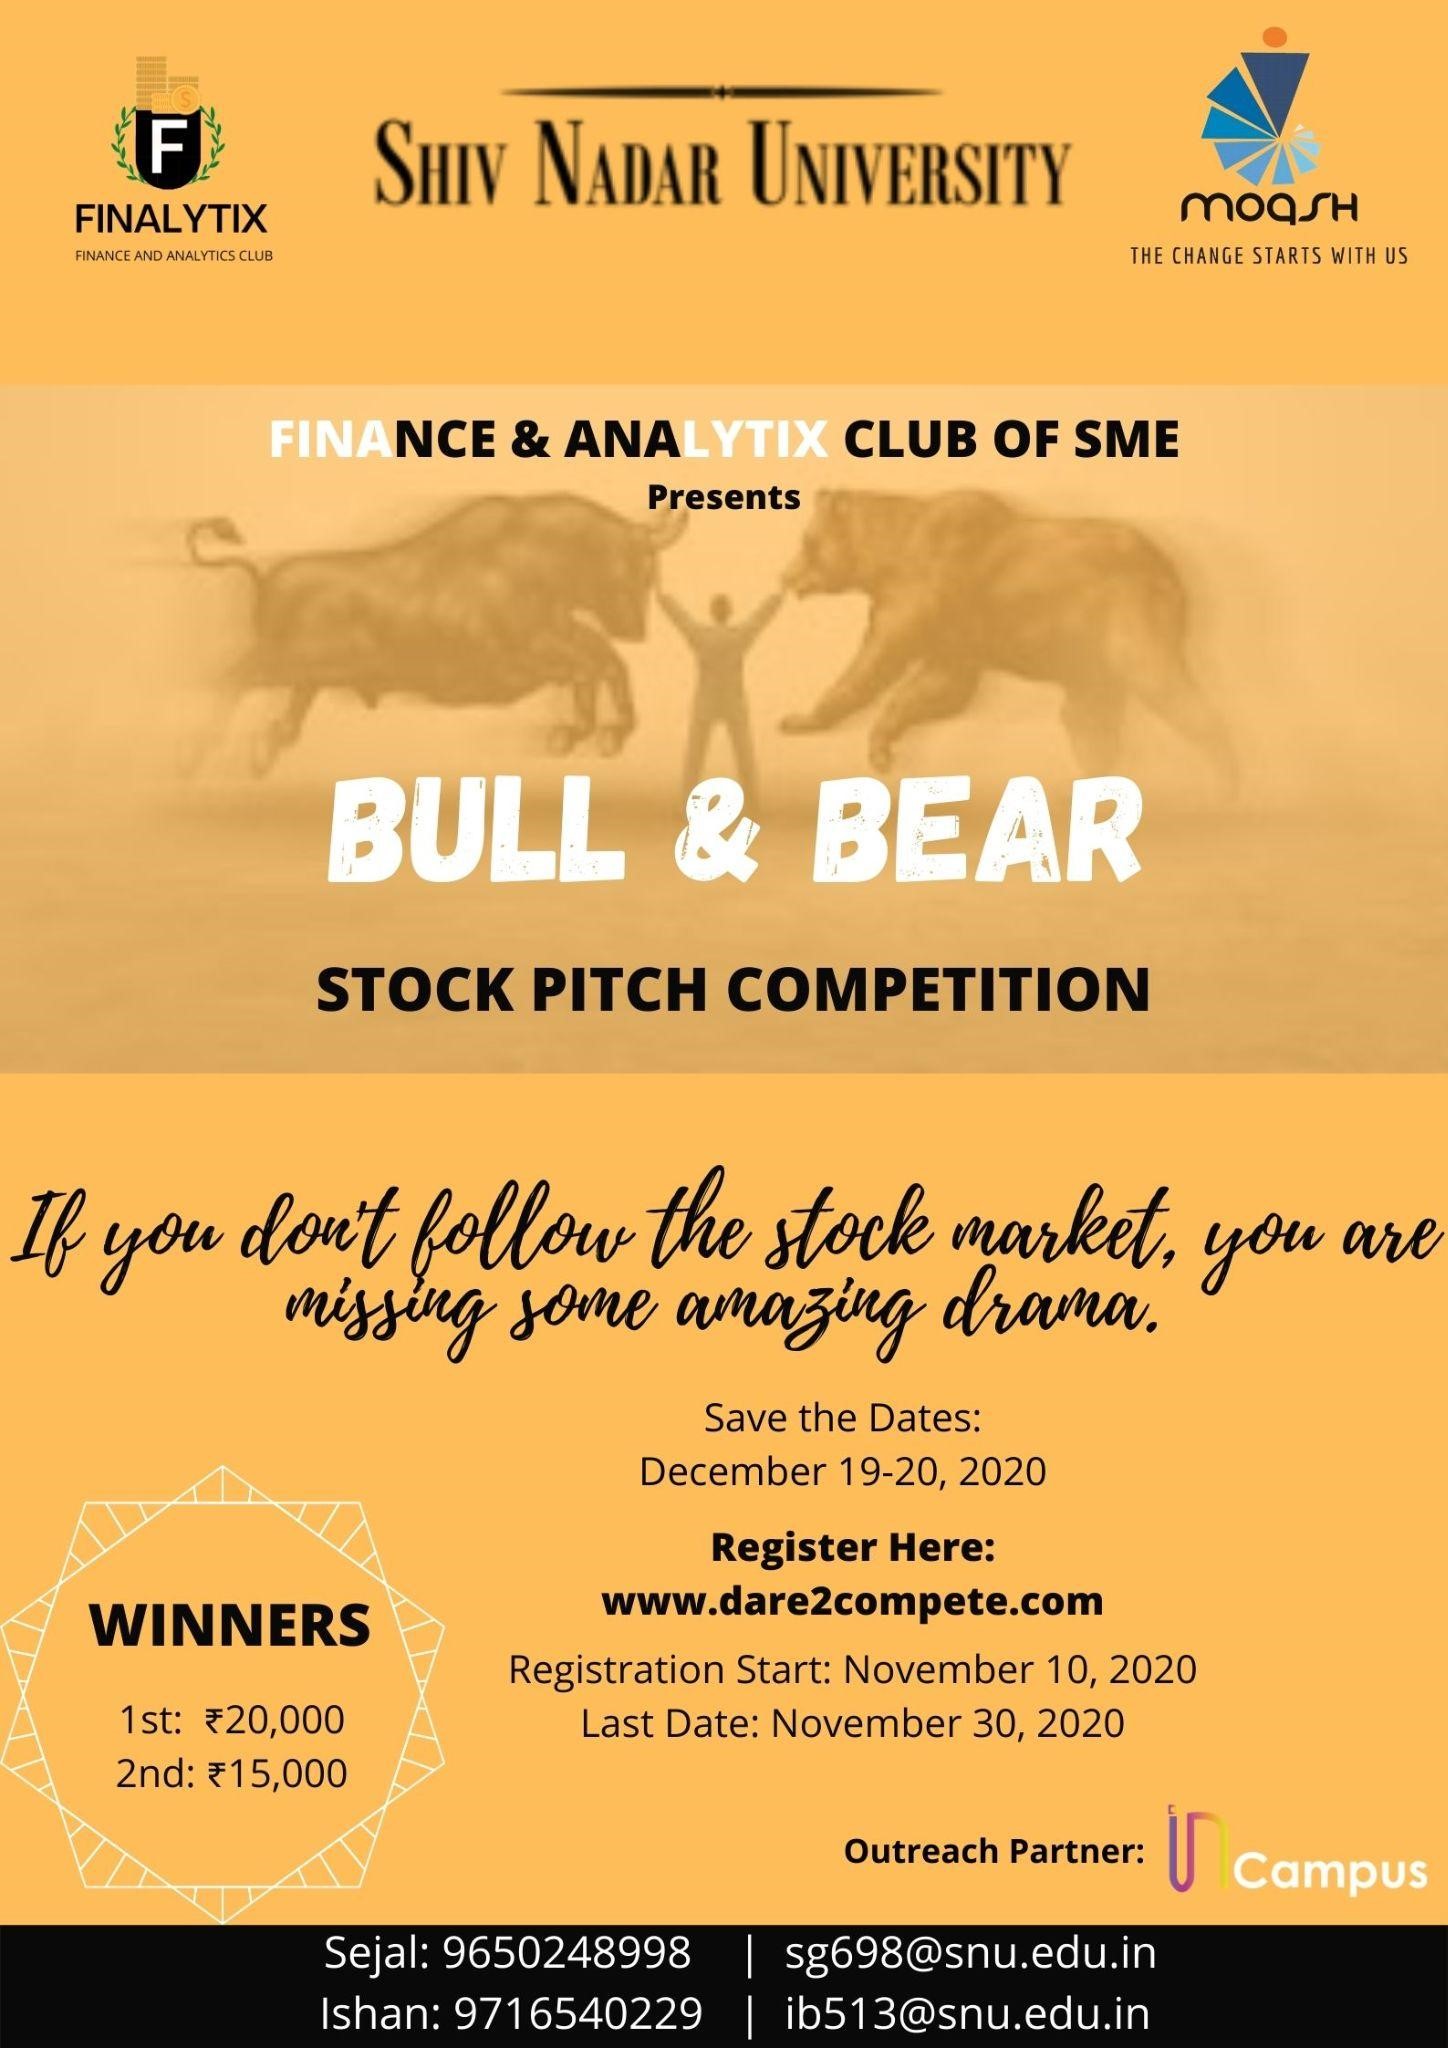 F
FINALYTIX
FINANCE AND ANALYTICS CLUB
SHIV NADAR UNIVERSITY
moqsh
THE CHANGE STARTS WITH US
FINANCE & ANALYTIX CLUB OF SME
Presents
BULL & BEAR
STOCK PITCH COMPETITION
If you don't follow the stock market, you are
missing some amazing drama.
Save the Dates:
December 19-20, 2020
Register Here:
www.dare2compete.com
Registration Start: November 10, 2020
Last Date: November 30, 2020
WINNERS
1st: ₹20,000
2nd: ₹15,000
Outreach Partner: in Campus
Sejal: 9650248998 | sg698@snu.edu.in
Ishan: 9716540229 | ib513@snu.edu.in